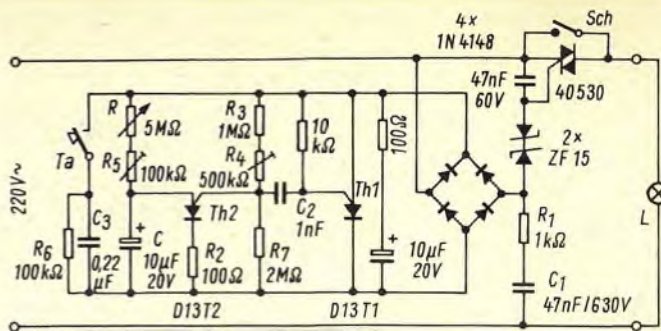 220V~
Ta
R6
100kΩ
C3
0,22
µF
R
5MΩ
R5
100kΩ
C
10µF
20V
Th2
R2
100Ω
D13T2
R3
1MΩ
R4
500kΩ
R7
2MΩ
10
kΩ
C2
1nF
Th1
D13T1
100Ω
10µF
20V
4×
1N4148
47nF
60V
Sch
40530
2×
ZF 15
R1
1kΩ
C1
47nF/630V
L